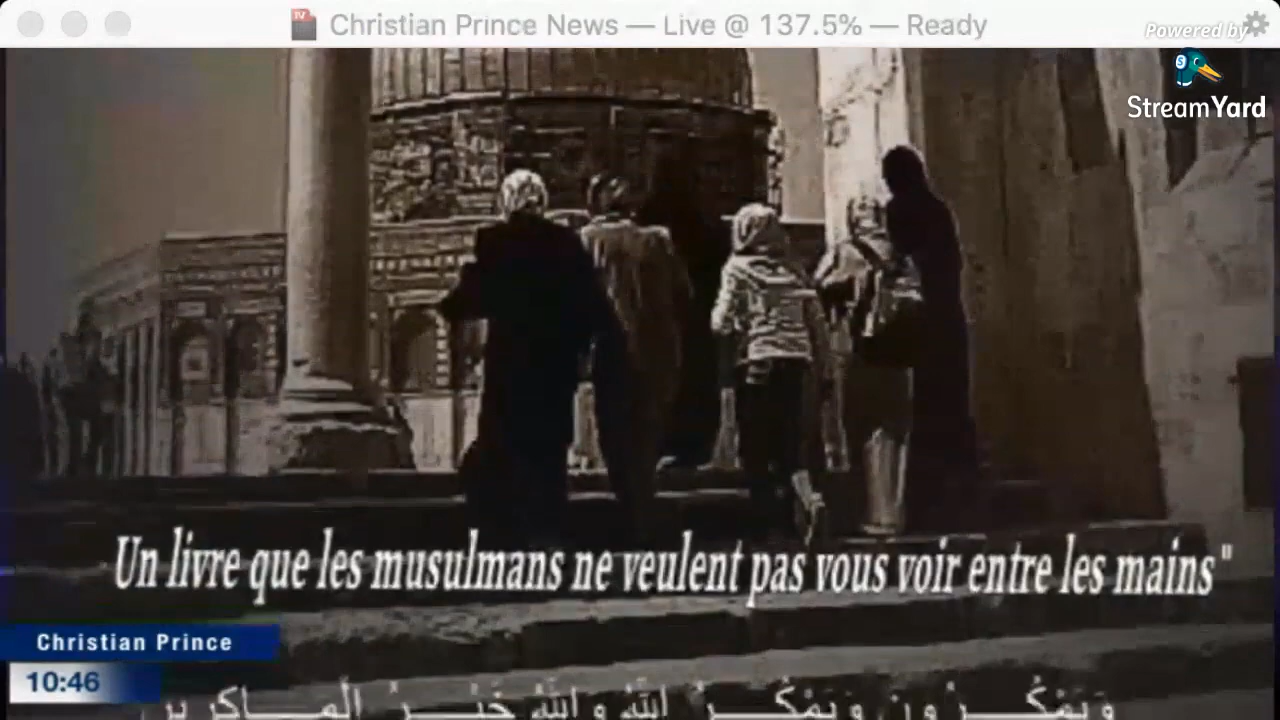 Christian Prince News — Live @ 137.5% — Ready
Powered by
StreamYard
Un livre que les musulmans ne veulent pas vous voir entre les mains"
Christian Prince
10:46
وَيَمْكُرُونَ وَيَمْكُرُ اللَّهُ وَاللَّهُ خَيْرُ الْمَاكِرِينَ